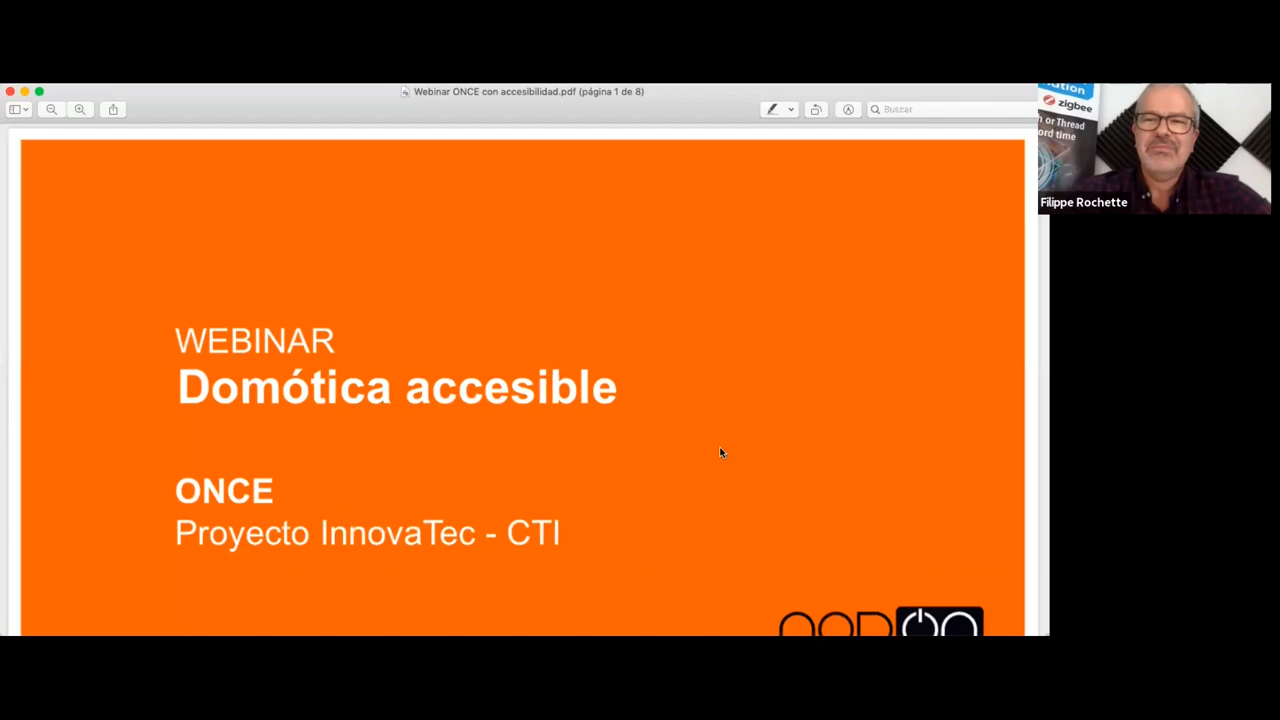 Webinar ONCE con accesibilidad.pdf (página 1 de 8)
Buscar
zigbee
or Thread
ord time
Filippe Rochette
WEBINAR
Domótica accesible
ONCE
Proyecto InnovaTec - CTI